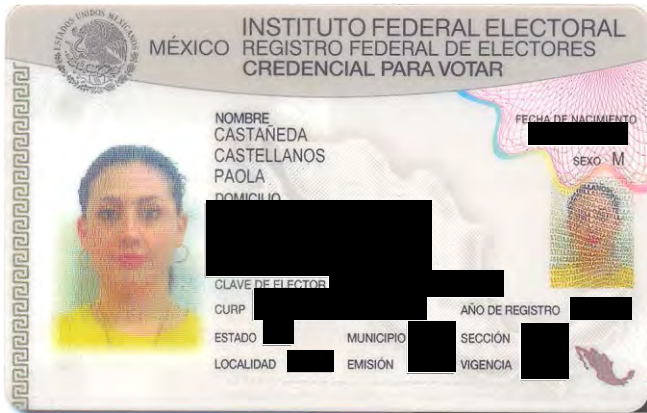 ESTADOS UNIDOS MEXICANOS
MÉXICO
INSTITUTO FEDERAL ELECTORAL
REGISTRO FEDERAL DE ELECTORES
CREDENCIAL PARA VOTAR
NOMBRE
CASTAÑEDA
CASTELLANOS
PAOLA
FECHA DE NACIMIENTO
SEXO M
DOMICILIO
CLAVE DE ELECTOR
CURP
AÑO DE REGISTRO
ESTADO MUNICIPIO SECCIÓN
LOCALIDAD EMISIÓN VIGENCIA